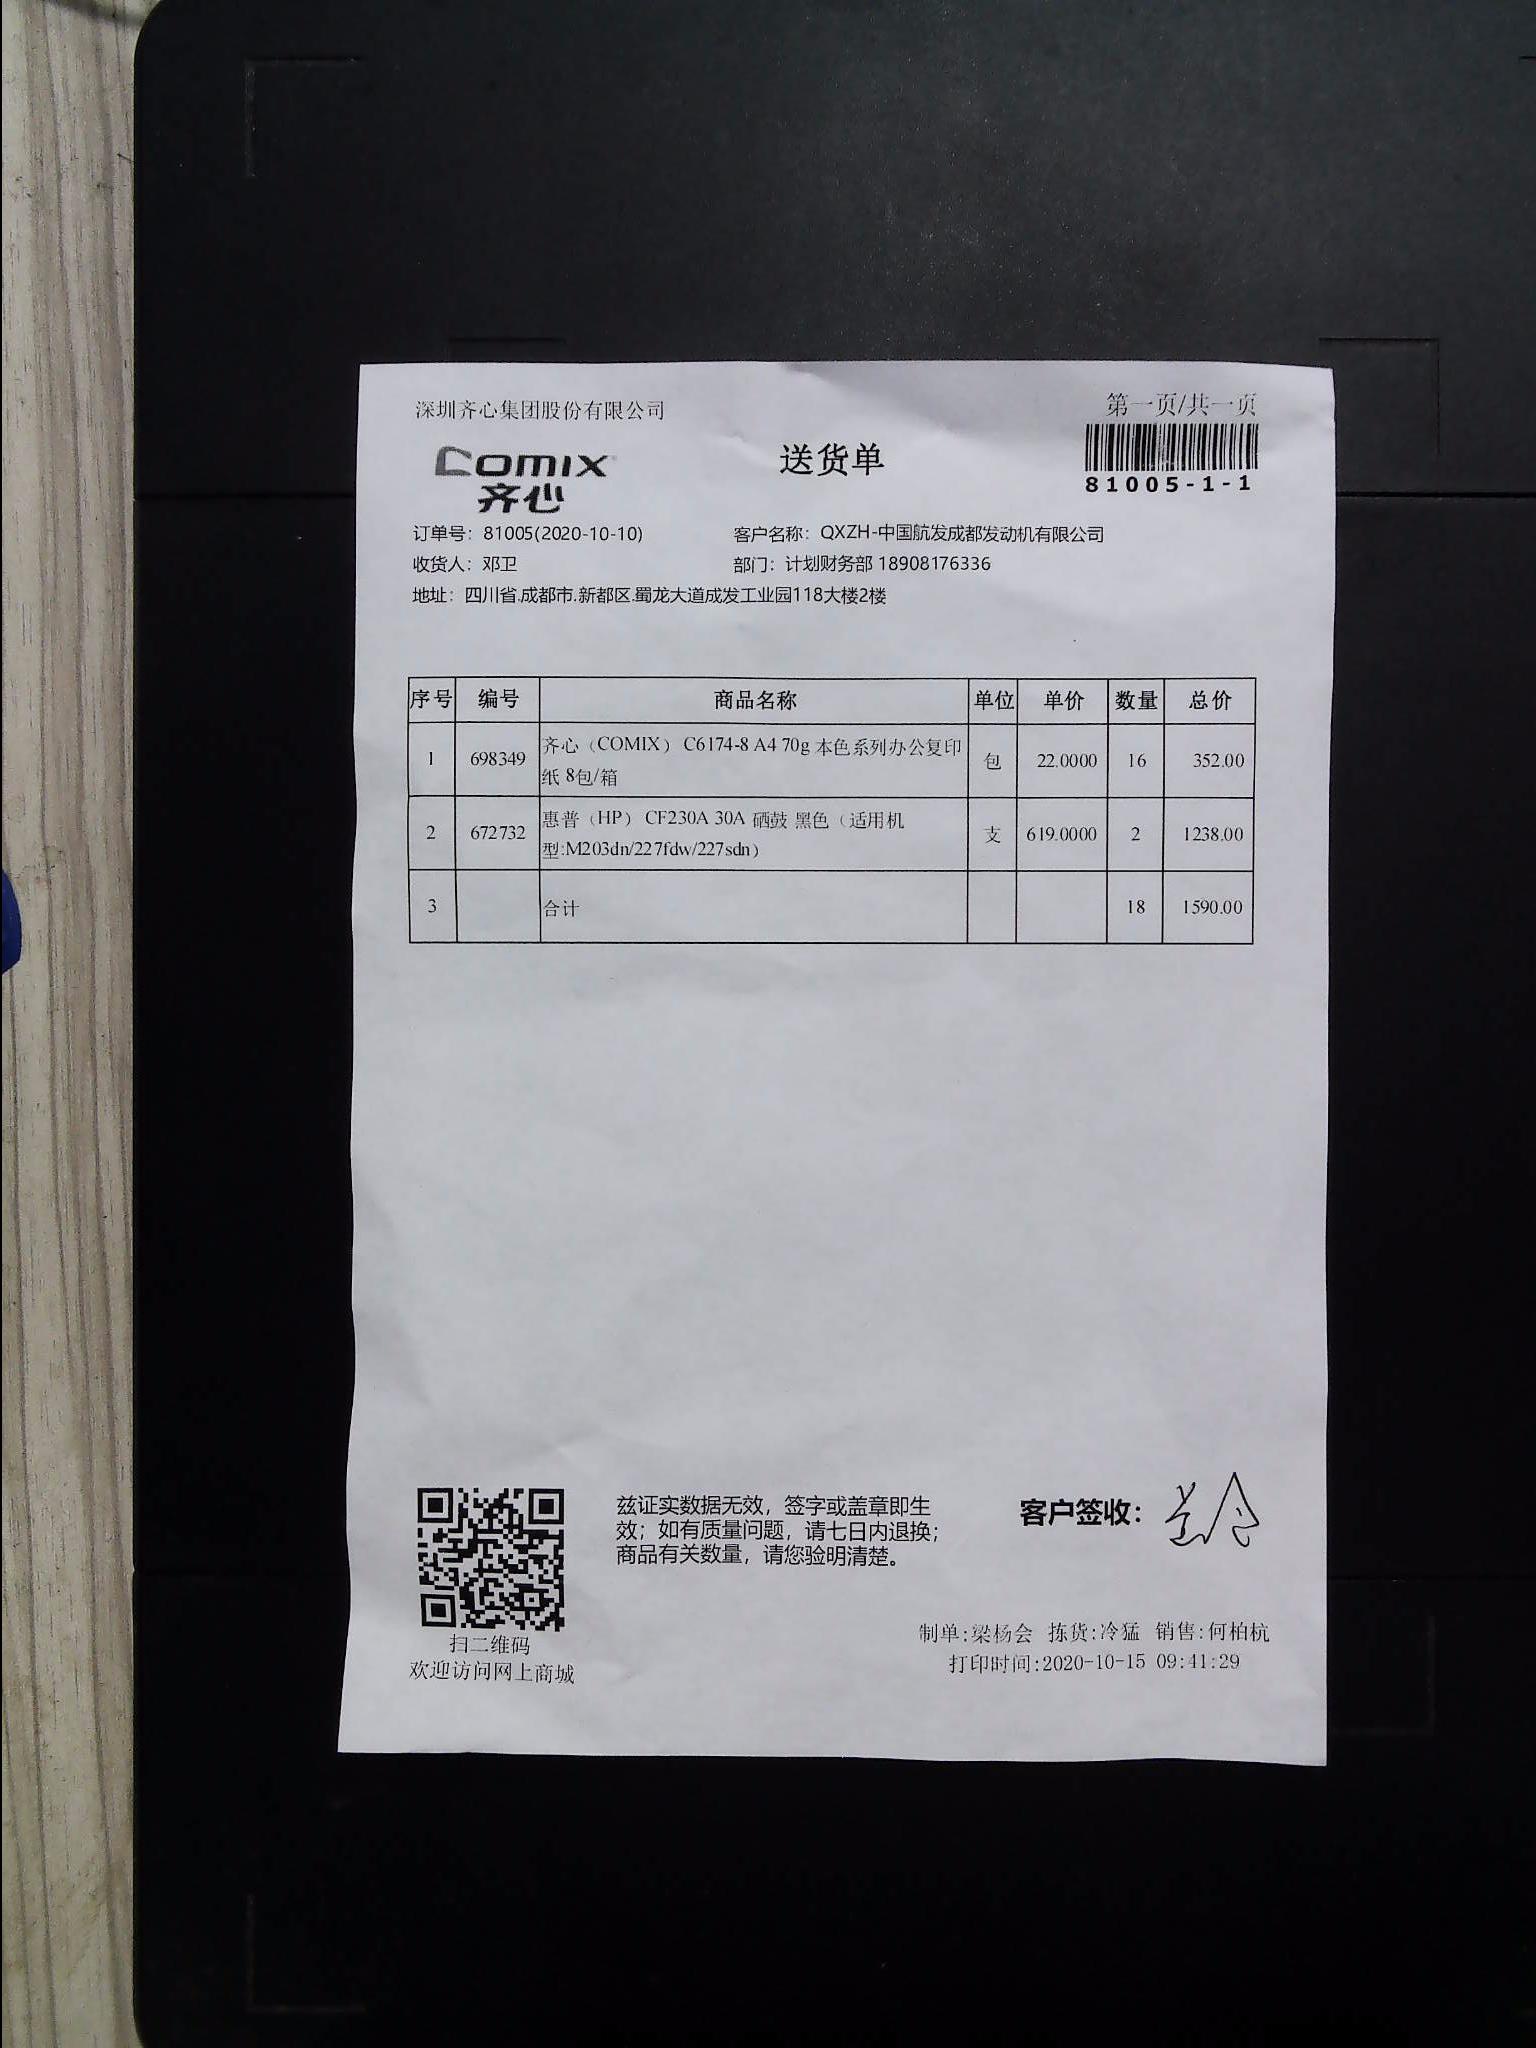 深圳齐心集团股份有限公司
第一页/共一页
COMIX
齐心
送货单
81005-1-1
订单号：81005(2020-10-10)
客户名称：QXZH-中国航发成都发动机有限公司
收货人：邓卫
部门：计划财务部 18908176336
地址：四川省.成都市.新都区.蜀龙大道成发工业园118大楼2楼
序号 编号 商品名称 单位 单价 数量 总价
1 698349 齐心（COMIX） C6174-8 A4 70g 本色系列办公复印 包 22.0000 16 352.00
纸 8包/箱
2 672732 惠普（HP） CF230A 30A 硒鼓 黑色（适用机 支 619.0000 2 1238.00
型:M203dn/227fdw/227sdn）
3 合计 18 1590.00
兹证实数据无效，签字或盖章即生
效；如有质量问题，请七日内退换；
商品有关数量，请您验明清楚。
客户签收：
扫二维码
欢迎访问网上商城
制单:梁杨会 拣货:冷猛 销售:何柏杭
打印时间:2020-10-15 09:41:29